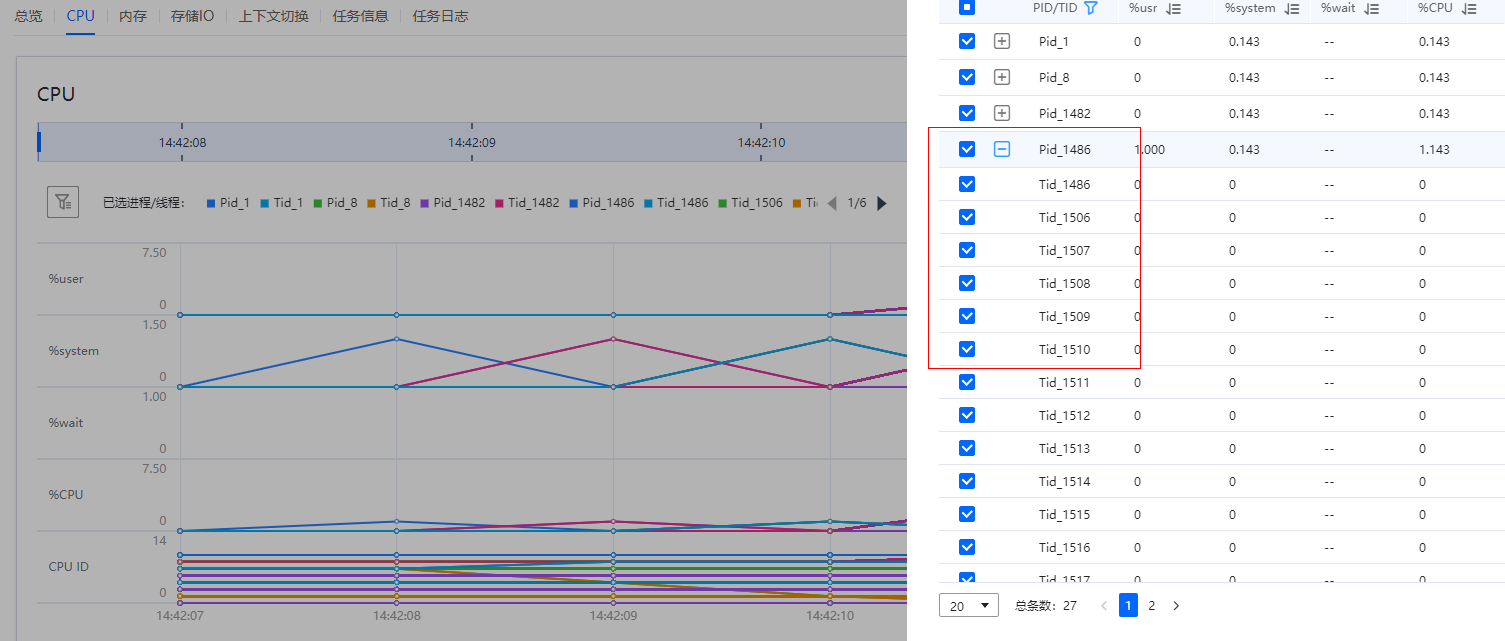 总览 CPU 内存 存储IO 上下文切换 任务信息 任务日志
CPU
14:42:08 14:42:09 14:42:10
已选进程/线程: Pid_1 Tid_1 Pid_8 Tid_8 Pid_1482 Tid_1482 Pid_1486 Tid_1486 Tid_1506 1/6
%user 7.50 0
%system 1.50 0
%wait 1.00 0
%CPU 7.50 0
CPU ID 14 0
14:42:07 14:42:08 14:42:09 14:42:10
PID/TID %usr %system %wait %CPU
Pid_1 0 0.143 -- 0.143
Pid_8 0 0.143 -- 0.143
Pid_1482 0 0.143 -- 0.143
Pid_1486 1.000 0.143 -- 1.143
Tid_1486 0 0 -- 0
Tid_1506 0 0 -- 0
Tid_1507 0 0 -- 0
Tid_1508 0 0 -- 0
Tid_1509 0 0 -- 0
Tid_1510 0 0 -- 0
Tid_1511 0 0 -- 0
Tid_1512 0 0 -- 0
Tid_1513 0 0 -- 0
Tid_1514 0 0 -- 0
Tid_1515 0 0 -- 0
Tid_1516 0 0 -- 0
Tid_1517 0 0 -- 0
20 总条数: 27 < 1 2 >